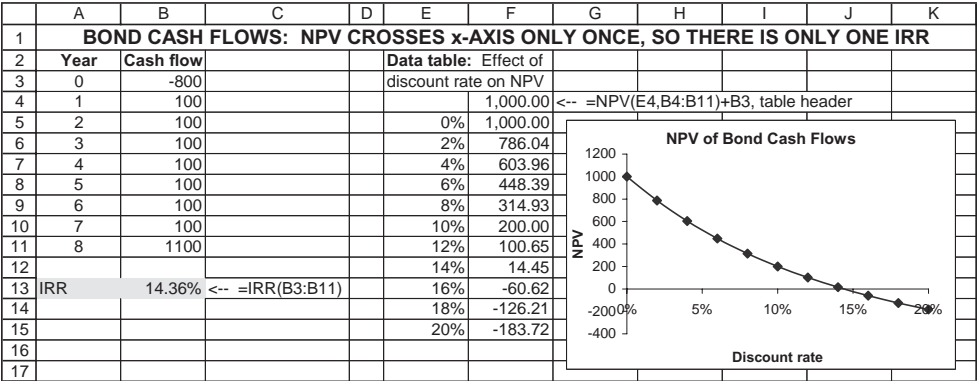 A B C D E F G H I J K
1 BOND CASH FLOWS: NPV CROSSES x-AXIS ONLY ONCE, SO THERE IS ONLY ONE IRR
2 Year Cash flow Data table: Effect of
3 0 -800 discount rate on NPV
4 1 100 1,000.00 <-- =NPV(E4,B4:B11)+B3, table header
5 2 100 0% 1,000.00
6 3 100 2% 786.04
7 4 100 4% 603.96
8 5 100 6% 448.39
9 6 100 8% 314.93
10 7 100 10% 200.00
11 8 1100 12% 100.65
12 14% 14.45
13 IRR 14.36% <-- =IRR(B3:B11) 16% -60.62
14 18% -126.21
15 20% -183.72
16
17
NPV of Bond Cash Flows
NPV
1200
1000
800
600
400
200
0
-200
-400
0% 5% 10% 15% 20%
Discount rate